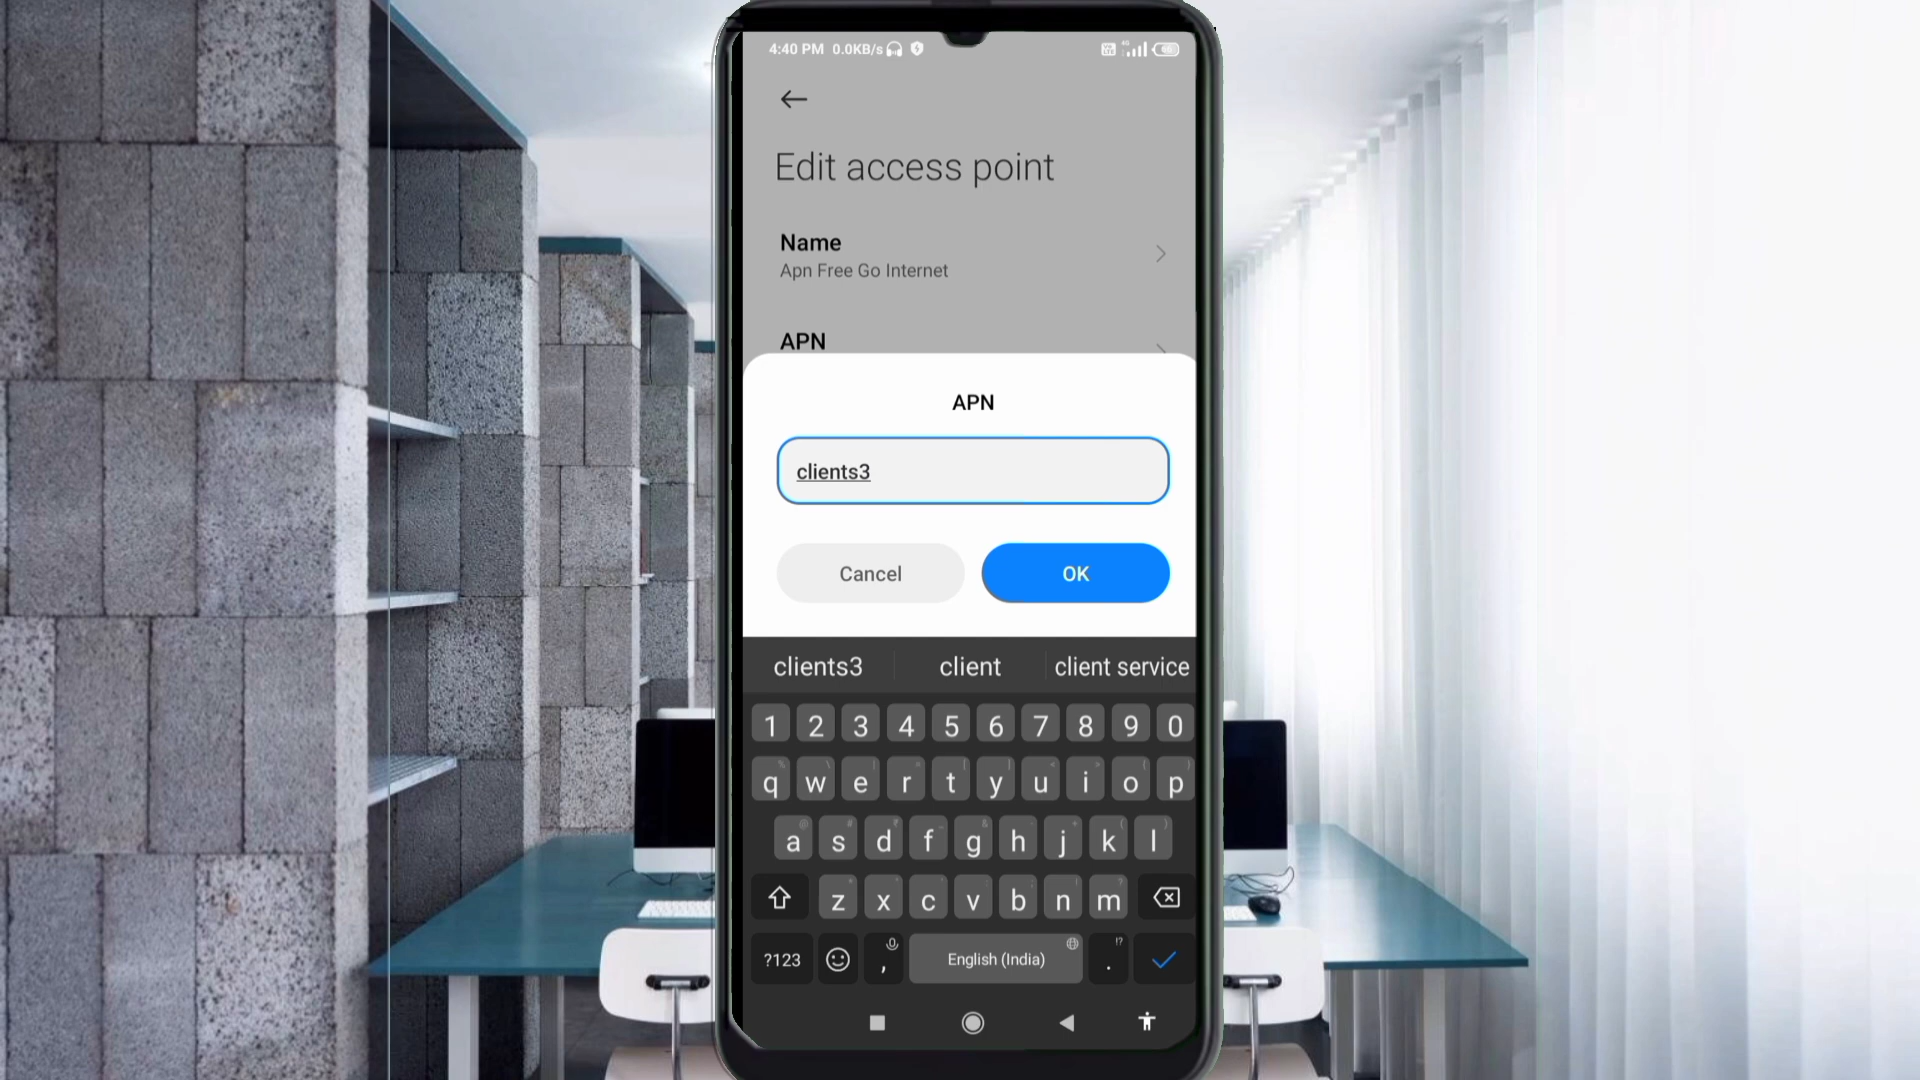 4:40 PM 0.0KB/s
66
Edit access point
Name
Apn Free Go Internet
APN
APN
clients3
Cancel OK
clients3 client client service
1 2 3 4 5 6 7 8 9 0
q w e r t y u i o p
a s d f g h j k l
z x c v b n m
?123 , English (India) . !?